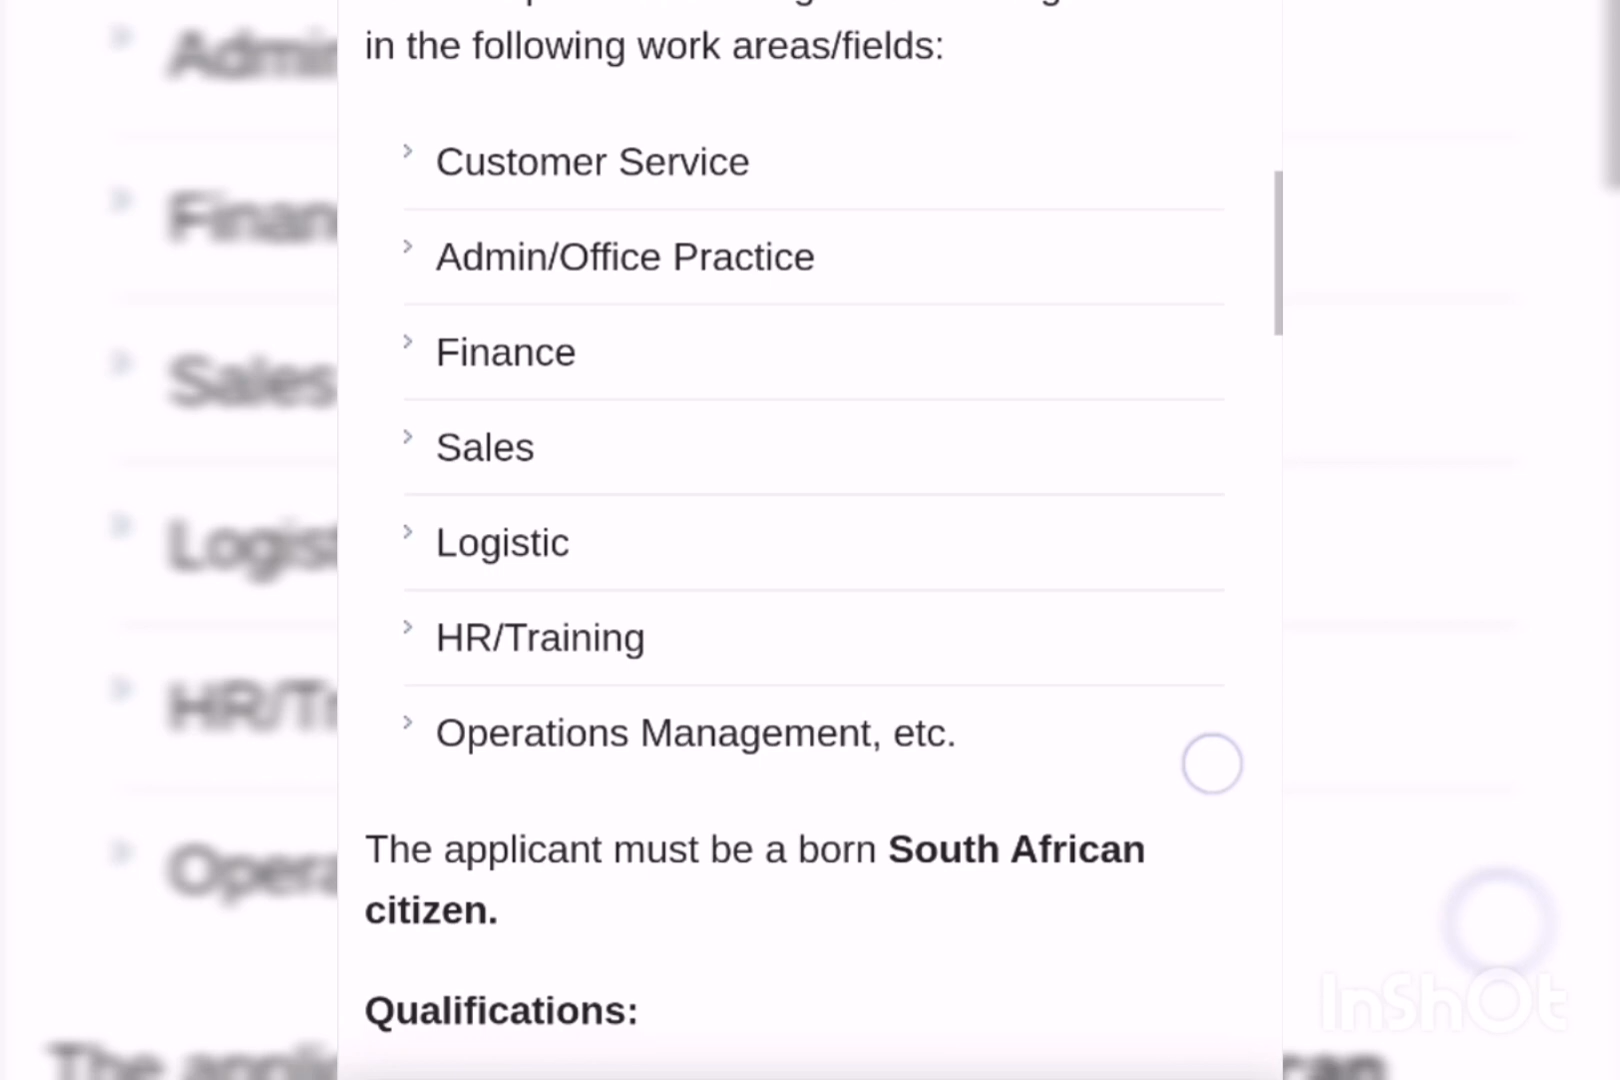 in the following work areas/fields:
Customer Service
Admin/Office Practice
Finance
Sales
Logistic
HR/Training
Operations Management, etc.
The applicant must be a born South African
citizen.
Qualifications:
InShOt